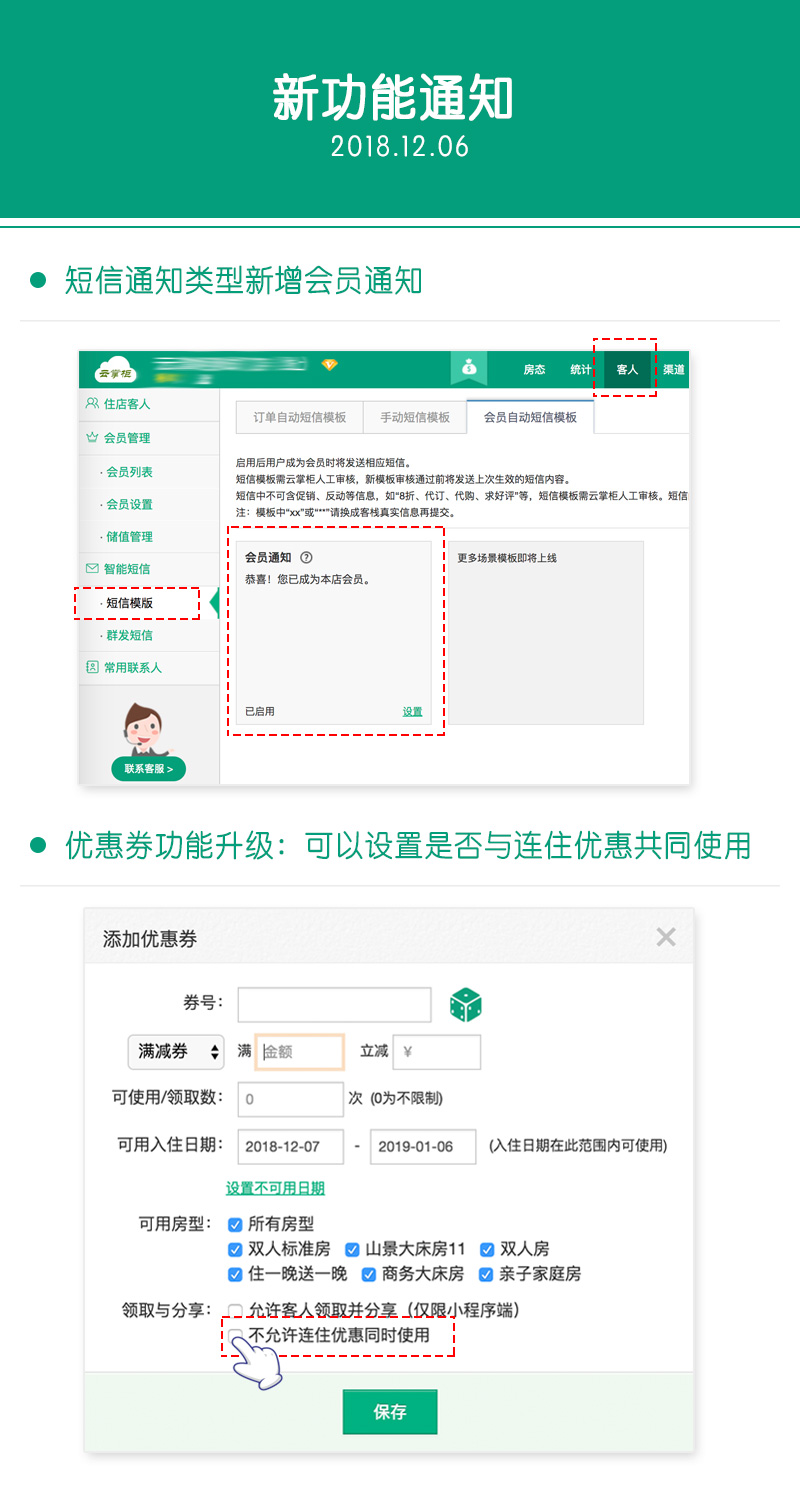 新功能通知
2018.12.06
短信通知类型新增会员通知
云掌柜
房态 统计 客人 渠道
住店客人
会员管理
· 会员列表
· 会员设置
· 储值管理
智能短信
· 短信模版
· 群发短信
常用联系人
联系客服 >
订单自动短信模板 手动短信模板 会员自动短信模板
启用后用户成为会员时将发送相应短信。
短信模板需云掌柜人工审核，新模板审核通过前将发送上次生效的短信内容。
短信中不可含促销、反动等信息，如“8折、代订、代购、求好评”等，短信模板需云掌柜人工审核。短信
注：模板中“xx”或“**”请换成客栈真实信息再提交。
会员通知 ?
恭喜！您已成为本店会员。
已启用 设置
更多场景模板即将上线
优惠券功能升级：可以设置是否与连住优惠共同使用
添加优惠券
券号：
满减券 满 金额 立减 ¥
可使用/领取数： 0 次 (0为不限制)
可用入住日期： 2018-12-07 - 2019-01-06 (入住日期在此范围内可使用)
设置不可用日期
可用房型： 所有房型
双人标准房 山景大床房11 双人房
住一晚送一晚 商务大床房 亲子家庭房
领取与分享： 允许客人领取并分享（仅限小程序端）
不允许连住优惠同时使用
保存